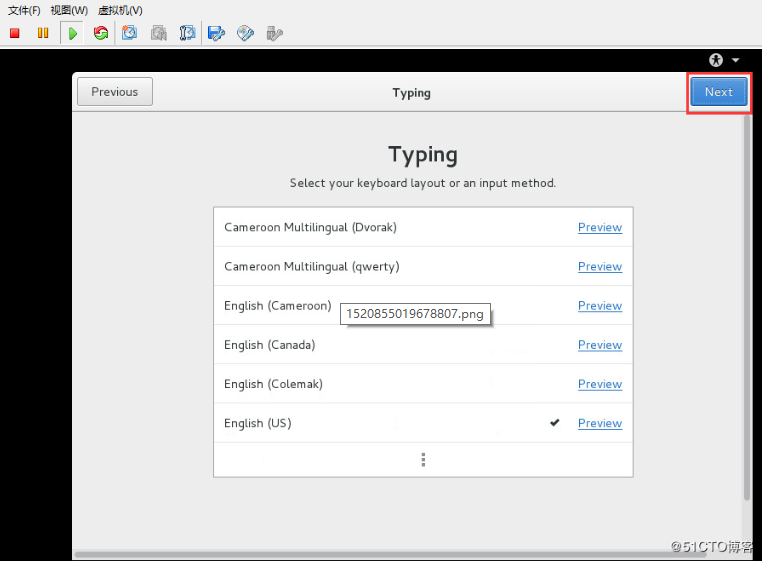 文件(F) 视图(W) 虚拟机(V)
Previous Typing Next
Typing
Select your keyboard layout or an input method.
Cameroon Multilingual (Dvorak) Preview
Cameroon Multilingual (qwerty) Preview
English (Cameroon) Preview
1520855019678807.png
English (Canada) Preview
English (Colemak) Preview
English (US) Preview
@51CTO博客